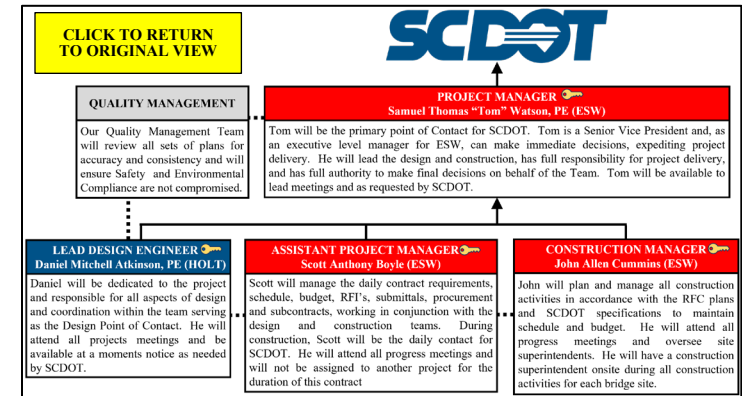 CLICK TO RETURN
TO ORIGINAL VIEW
SCDOT
QUALITY MANAGEMENT
Our Quality Management Team
will review all sets of plans for
accuracy and consistency and will
ensure Safety and Environmental
Compliance are not compromised.
PROJECT MANAGER
Samuel Thomas “Tom” Watson, PE (ESW)
Tom will be the primary point of Contact for SCDOT. Tom is a Senior Vice President and, as
an executive level manager for ESW, can make immediate decisions, expediting project
delivery. He will lead the design and construction, has full responsibility for project delivery,
and has full authority to make final decisions on behalf of the Team. Tom will be available to
lead meetings and as requested by SCDOT.
LEAD DESIGN ENGINEER
Daniel Mitchell Atkinson, PE (HOLT)
Daniel will be dedicated to the project
and responsible for all aspects of design
and coordination within the team serving
as the Design Point of Contact. He will
attend all projects meetings and be
available at a moments notice as needed
by SCDOT.
ASSISTANT PROJECT MANAGER
Scott Anthony Boyle (ESW)
Scott will manage the daily contract requirements,
schedule, budget, RFI’s, submittals, procurement
and subcontracts, working in conjunction with the
design and construction teams. During
construction, Scott will be the daily contact for
SCDOT. He will attend all progress meetings and
will not be assigned to another project for the
duration of this contract
CONSTRUCTION MANAGER
John Allen Cummins (ESW)
John will plan and manage all construction
activities in accordance with the RFC plans
and SCDOT specifications to maintain
schedule and budget. He will attend all
progress meetings and oversee site
superintendents. He will have a construction
superintendent onsite during all construction
activities for each bridge site.